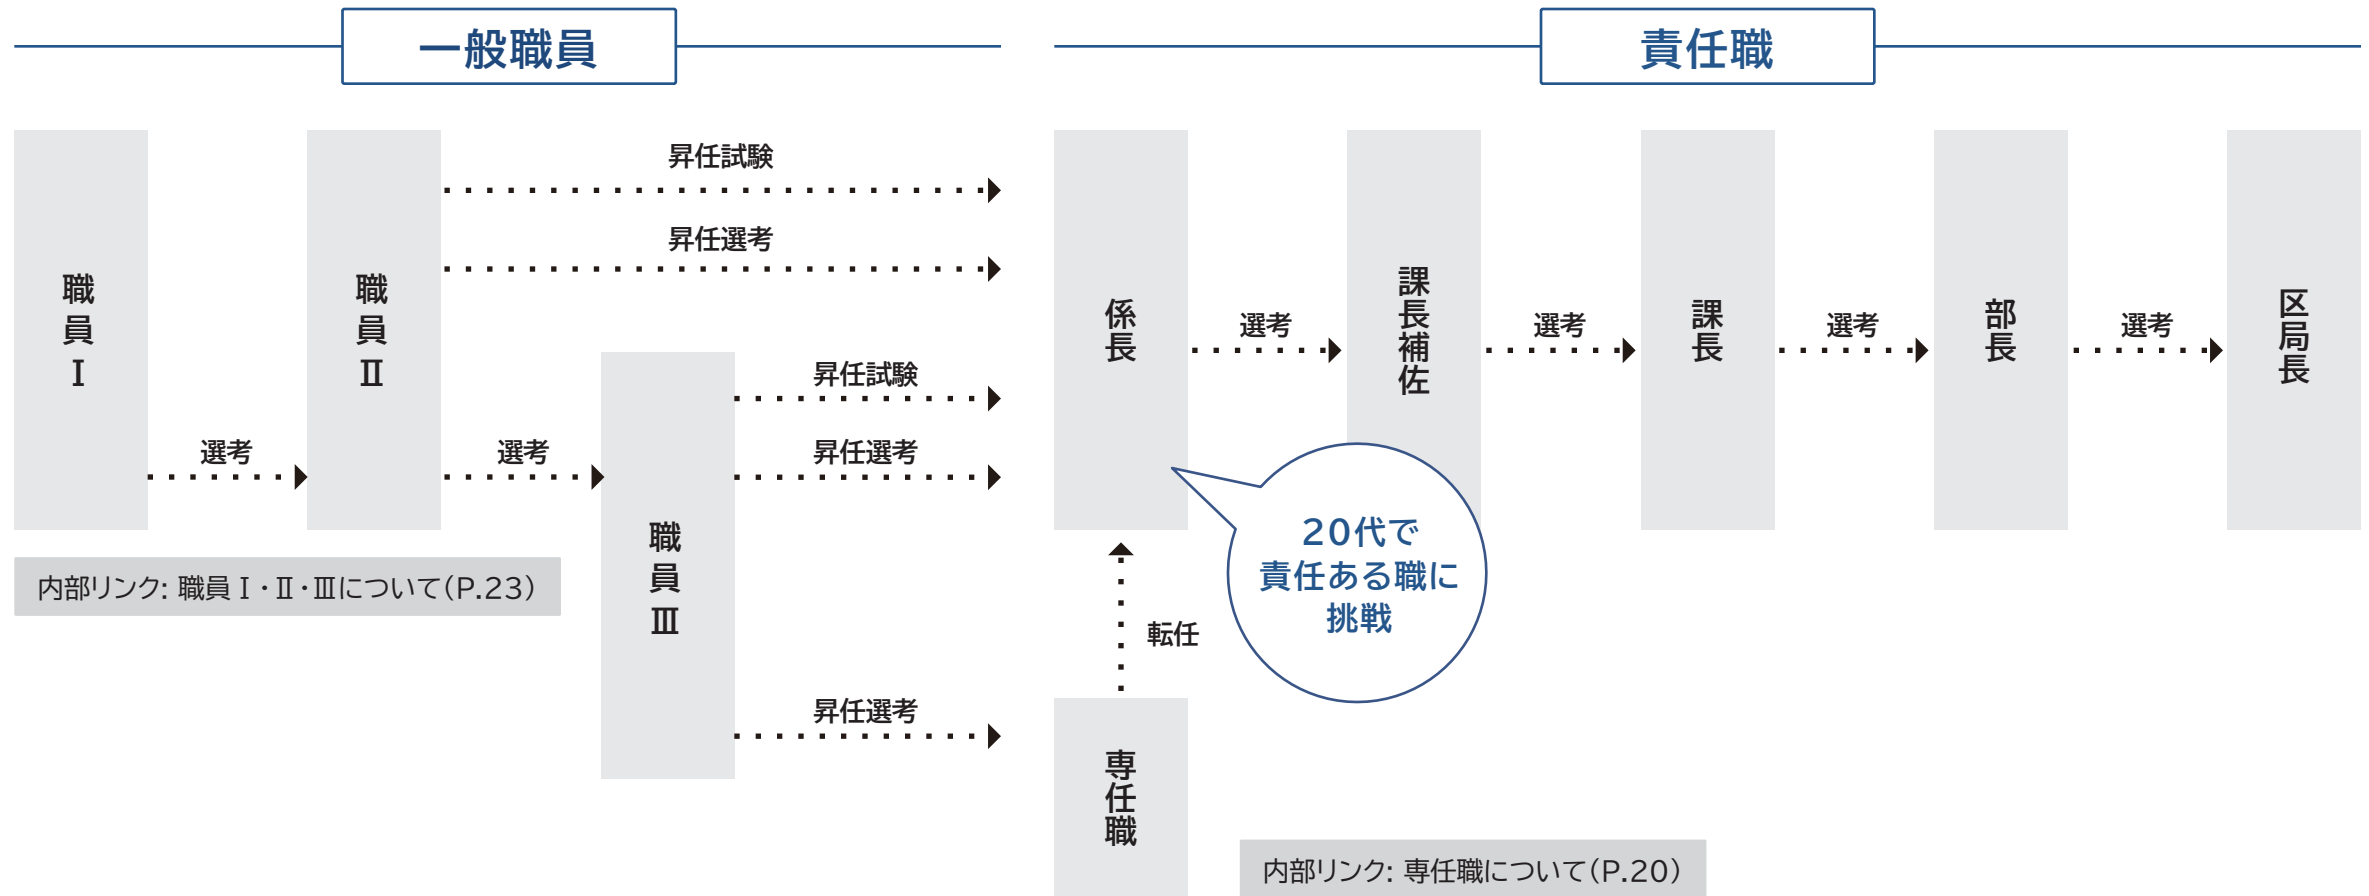 一般職員
責任職
職員Ⅰ
選考
職員Ⅱ
昇任試験
昇任選考
選考
職員Ⅲ
昇任試験
昇任選考
昇任選考
係長
選考
課長補佐
選考
課長
選考
部長
選考
区局長
20代で
責任ある職に
挑戦
転任
専任職
内部リンク: 職員Ⅰ・Ⅱ・Ⅲについて(P.23)
内部リンク: 専任職について(P.20)